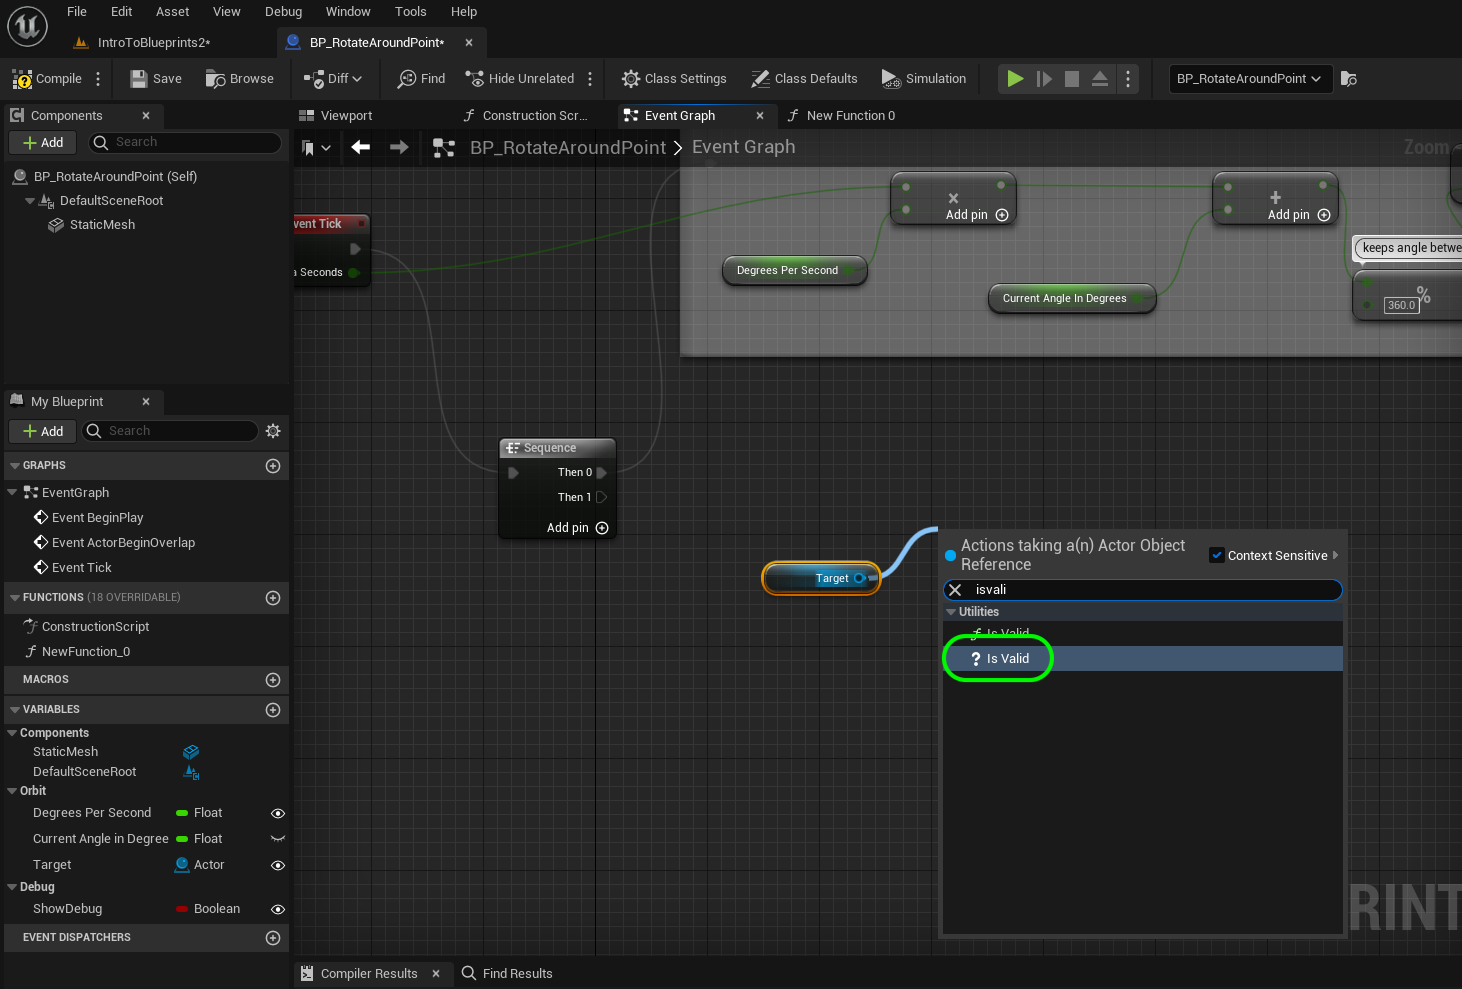 File Edit Asset View Debug Window Tools Help
IntroToBlueprints2*
BP_RotateAroundPoint*
Compile
Save
Browse
Diff
Find
Hide Unrelated
Class Settings
Class Defaults
Simulation
BP_RotateAroundPoint
Components
Add
Search
BP_RotateAroundPoint (Self)
DefaultSceneRoot
StaticMesh
My Blueprint
Add
Search
GRAPHS
EventGraph
Event BeginPlay
Event ActorBeginOverlap
Event Tick
FUNCTIONS (18 OVERRIDABLE)
ConstructionScript
NewFunction_0
MACROS
VARIABLES
Components
StaticMesh
DefaultSceneRoot
Orbit
Degrees Per Second Float
Current Angle in Degree Float
Target Actor
Debug
ShowDebug Boolean
EVENT DISPATCHERS
Viewport
Construction Scr...
Event Graph
New Function 0
BP_RotateAroundPoint > Event Graph
Zoom
vent Tick
a Seconds
×
Add pin
+
Add pin
Degrees Per Second
Current Angle In Degrees
keeps angle betwe
%
360.0
Sequence
Then 0
Then 1
Add pin
Target
Actions taking a(n) Actor Object
Reference
Context Sensitive
isvali
Utilities
Is Valid
? Is Valid
RINT
Compiler Results
Find Results